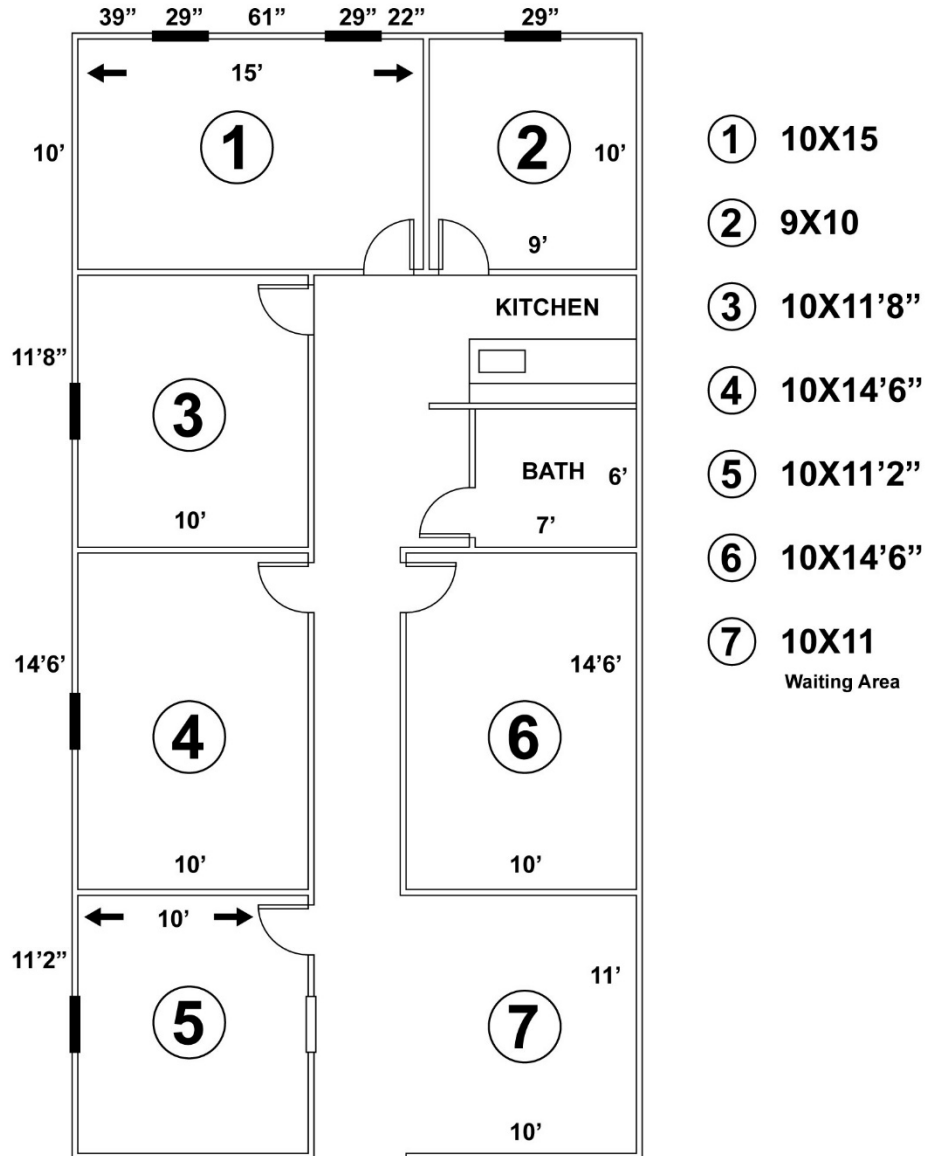 39” 29” 61” 29” 22” 29”
15’
10’
1
2
10’
9’
KITCHEN
11’8”
3
BATH
6’
7’
10’
14’6’
4
14’6’
6
10’
10’
10’
11’2”
5
11’
7
10’
1 10X15
2 9X10
3 10X11’8”
4 10X14’6”
5 10X11’2”
6 10X14’6”
7 10X11
Waiting Area